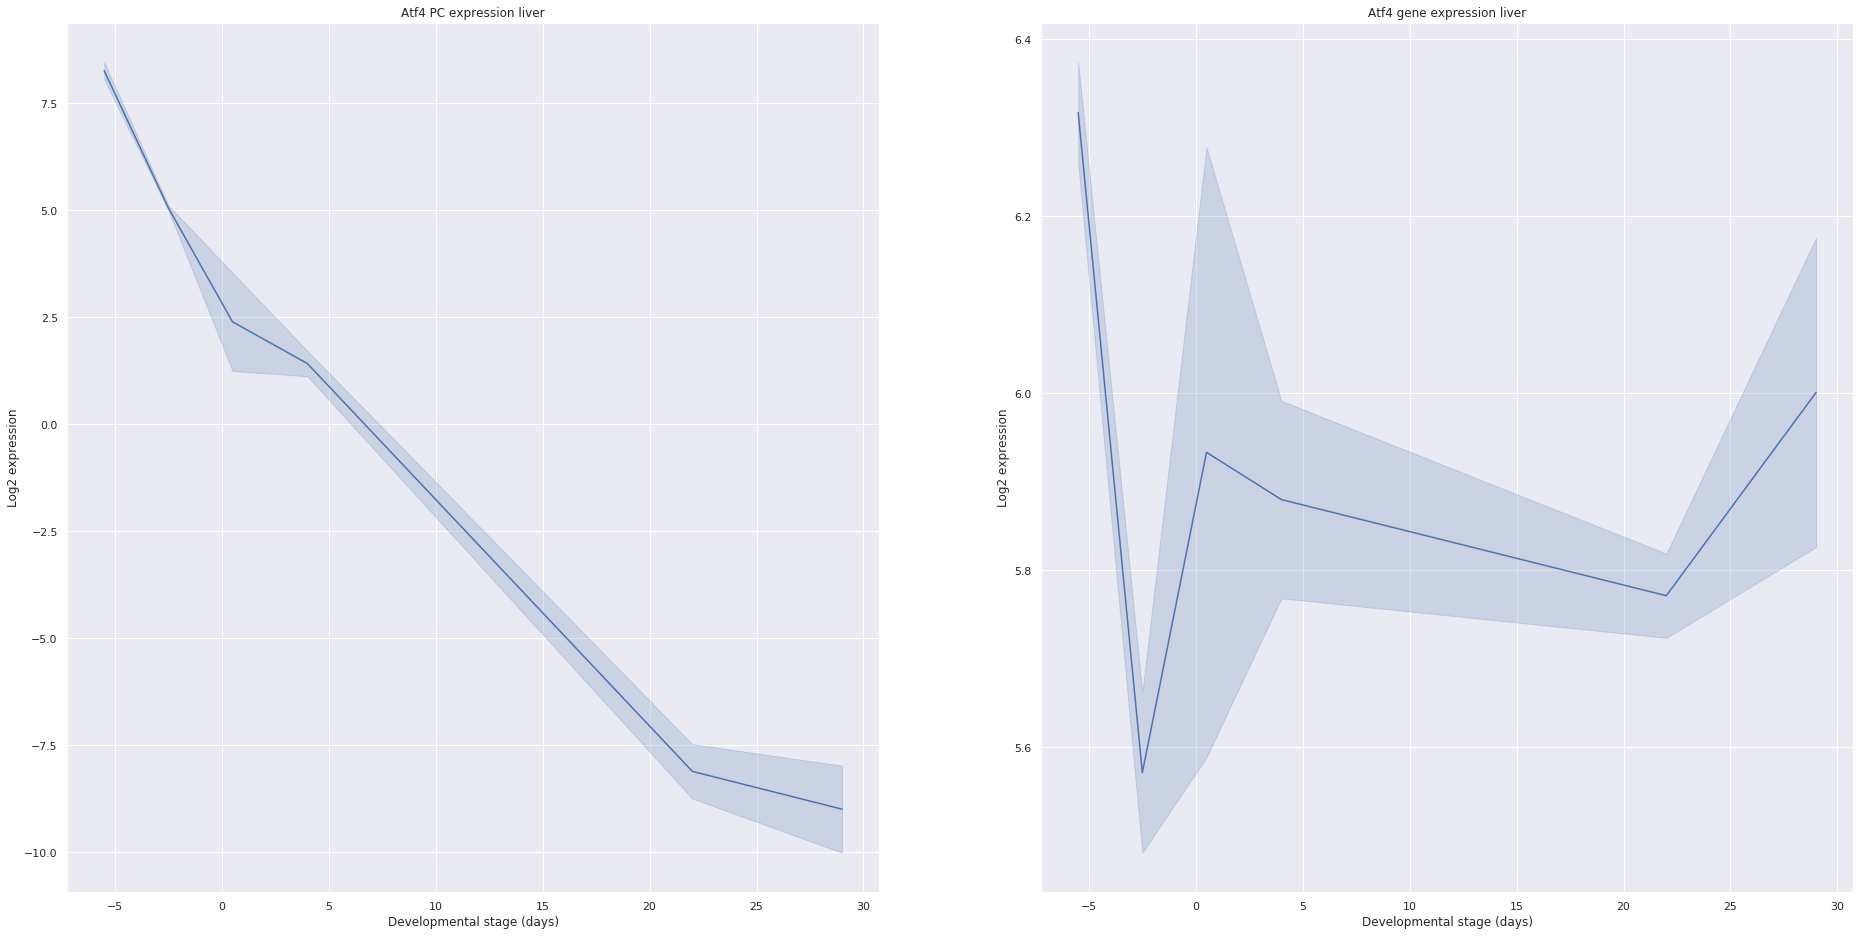 Atf4 PC expression liver
Log2 expression
7.5
5.0
2.5
0.0
−2.5
−5.0
−7.5
−10.0
−5 0 5 10 15 20 25 30
Developmental stage (days)
Atf4 gene expression liver
Log2 expression
6.4
6.2
6.0
5.8
5.6
−5 0 5 10 15 20 25 30
Developmental stage (days)